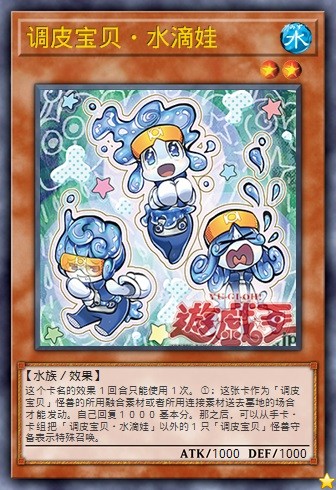 调皮宝贝・水滴娃
水
YU-GI-OH!
遊戯王
【水族／效果】
这个卡名的效果1回合只能使用1次。①：这张卡作为「调
皮宝贝」怪兽的所用融合素材或者所用连接素材送去墓地的场合
才能发动。自己回复1000基本分。那之后，可以从手卡・
卡组把「调皮宝贝・水滴娃」以外的1只「调皮宝贝」怪兽守
备表示特殊召唤。
ATK/1000 DEF/1000